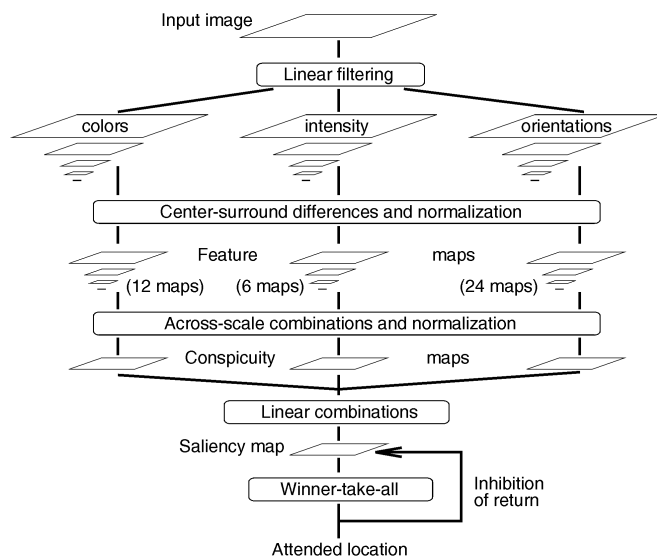 Input image
Linear filtering
colors intensity orientations
Center-surround differences and normalization
Feature maps
(12 maps) (6 maps) (24 maps)
Across-scale combinations and normalization
Conspicuity maps
Linear combinations
Saliency map
Winner-take-all
Inhibition
of return
Attended location